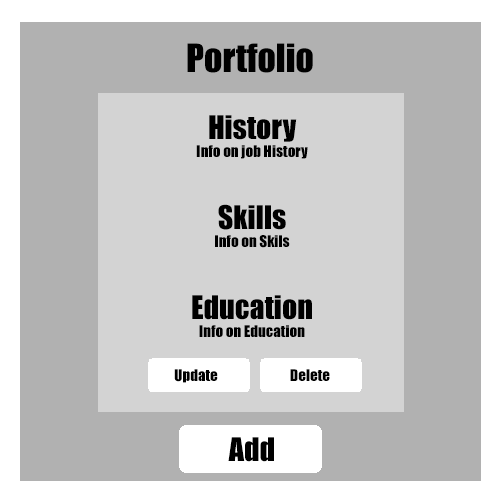 Portfolio
History
Info on job History
Skills
Info on Skils
Education
Info on Education
Update Delete
Add